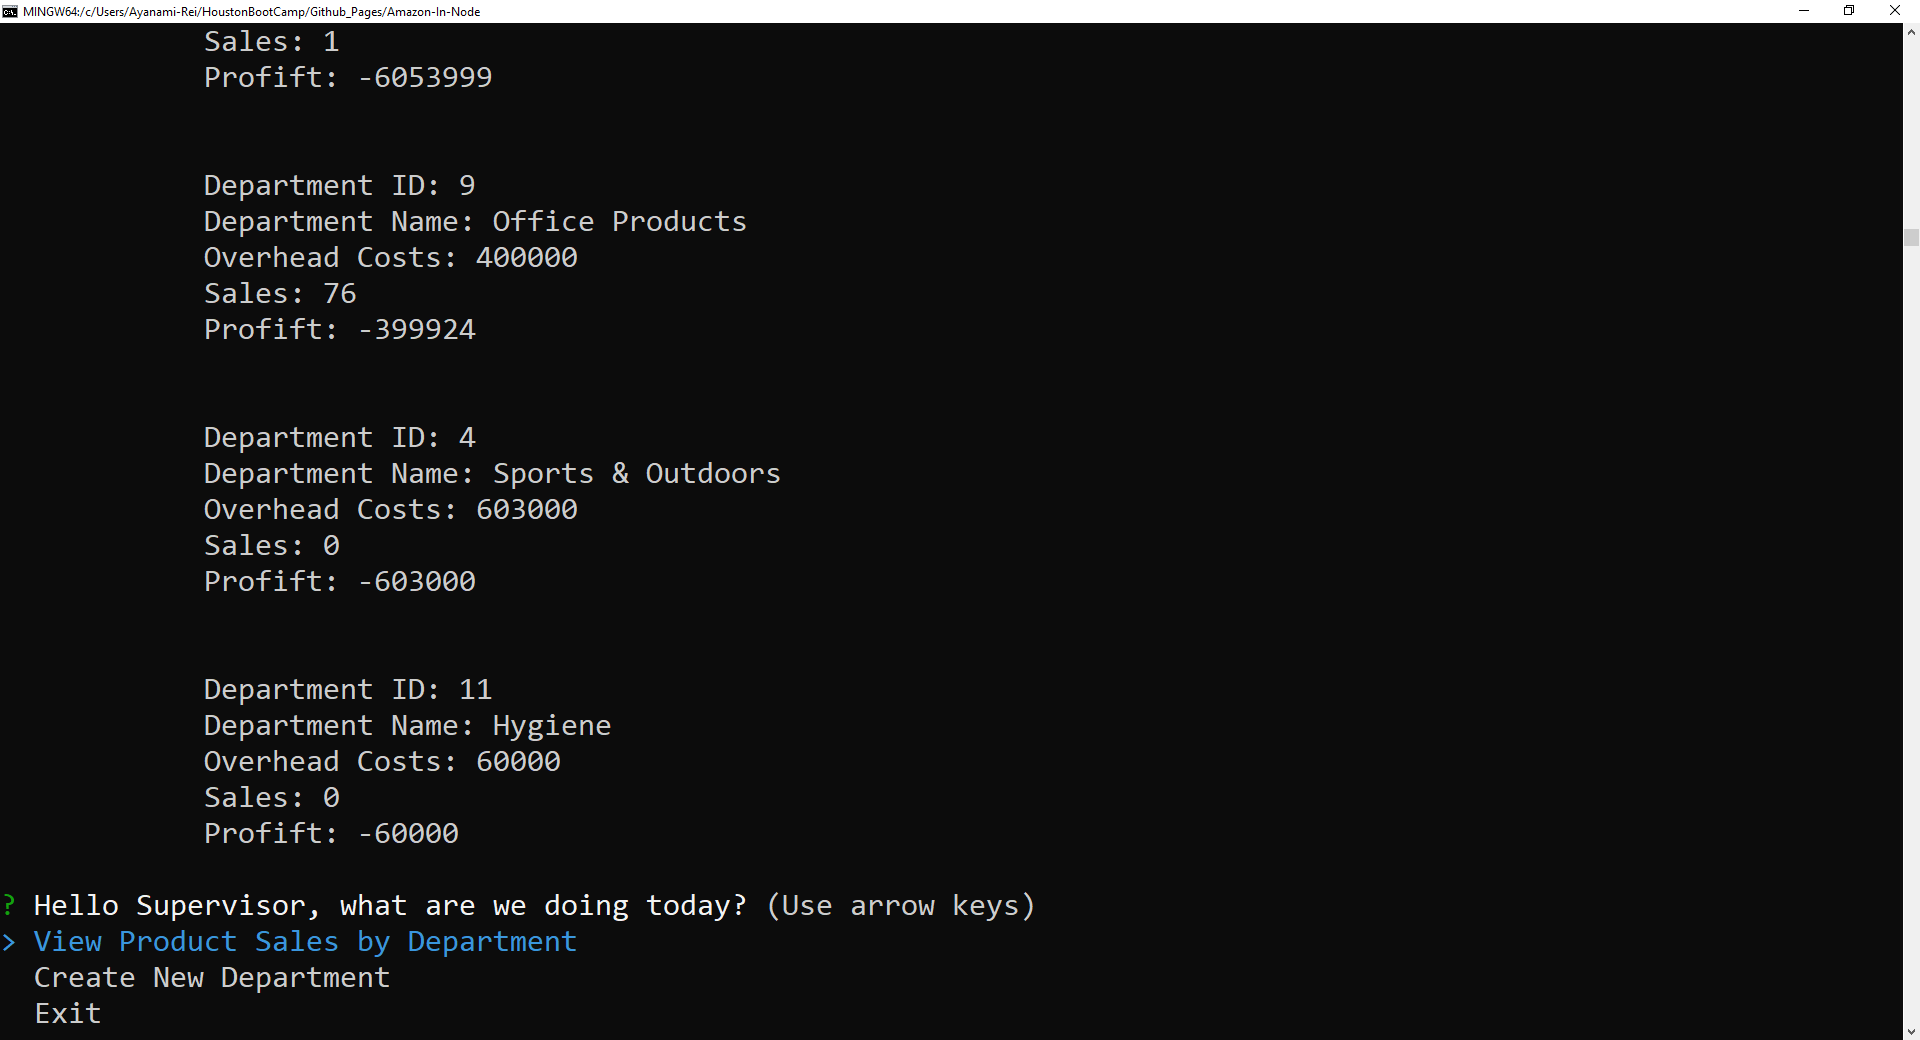 MINGW64:/c/Users/Ayanami-Rei/HoustonBootCamp/Github_Pages/Amazon-In-Node
Sales: 1
Profift: -6053999
Department ID: 9
Department Name: Office Products
Overhead Costs: 400000
Sales: 76
Profift: -399924
Department ID: 4
Department Name: Sports & Outdoors
Overhead Costs: 603000
Sales: 0
Profift: -603000
Department ID: 11
Department Name: Hygiene
Overhead Costs: 60000
Sales: 0
Profift: -60000
? Hello Supervisor, what are we doing today? (Use arrow keys)
> View Product Sales by Department
Create New Department
Exit